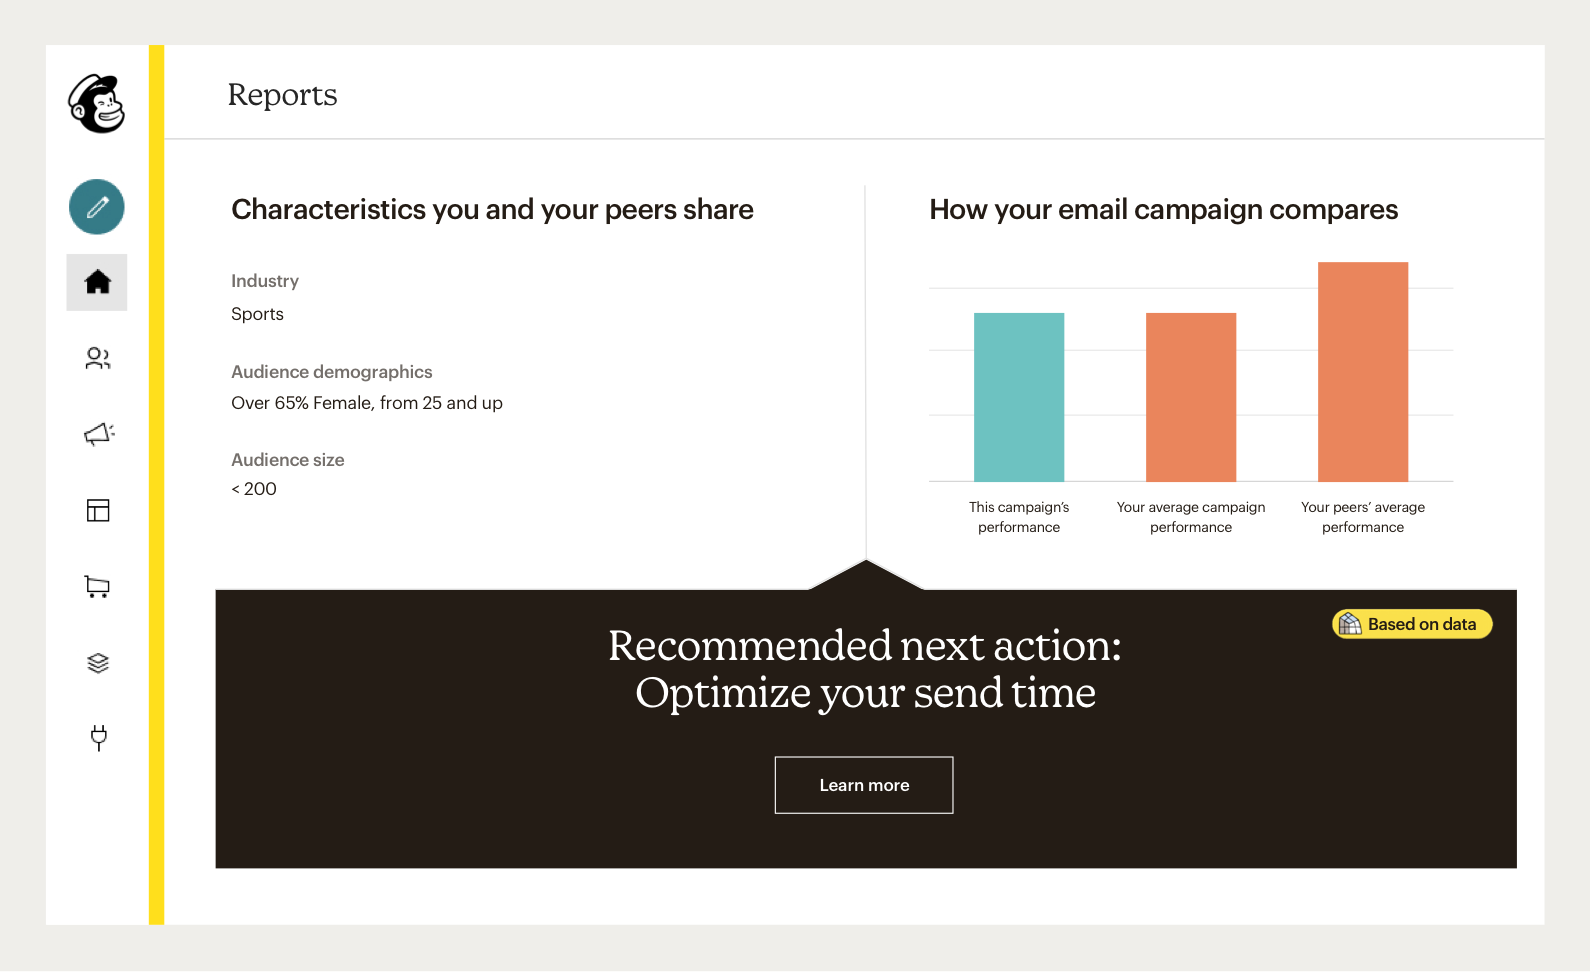 Reports
Characteristics you and your peers share
Industry
Sports
Audience demographics
Over 65% Female, from 25 and up
Audience size
< 200
How your email campaign compares
This campaign’s
performance
Your average campaign
performance
Your peers’ average
performance
Based on data
Recommended next action:
Optimize your send time
Learn more